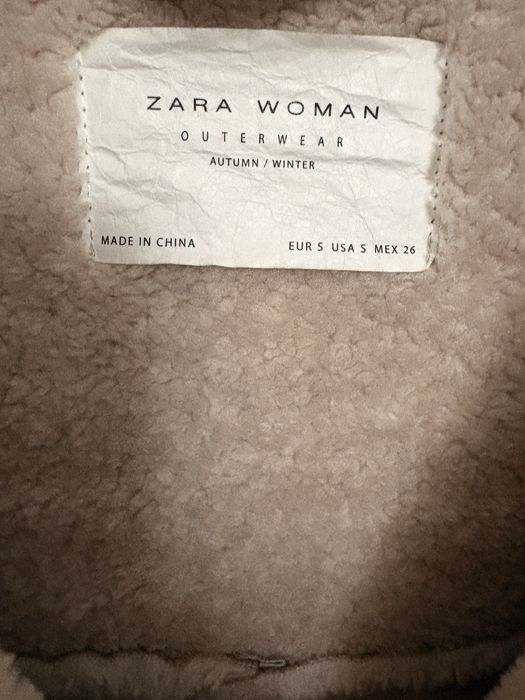 ZARA WOMAN
OUTERWEAR
AUTUMN / WINTER
MADE IN CHINA EUR S USA S MEX 26